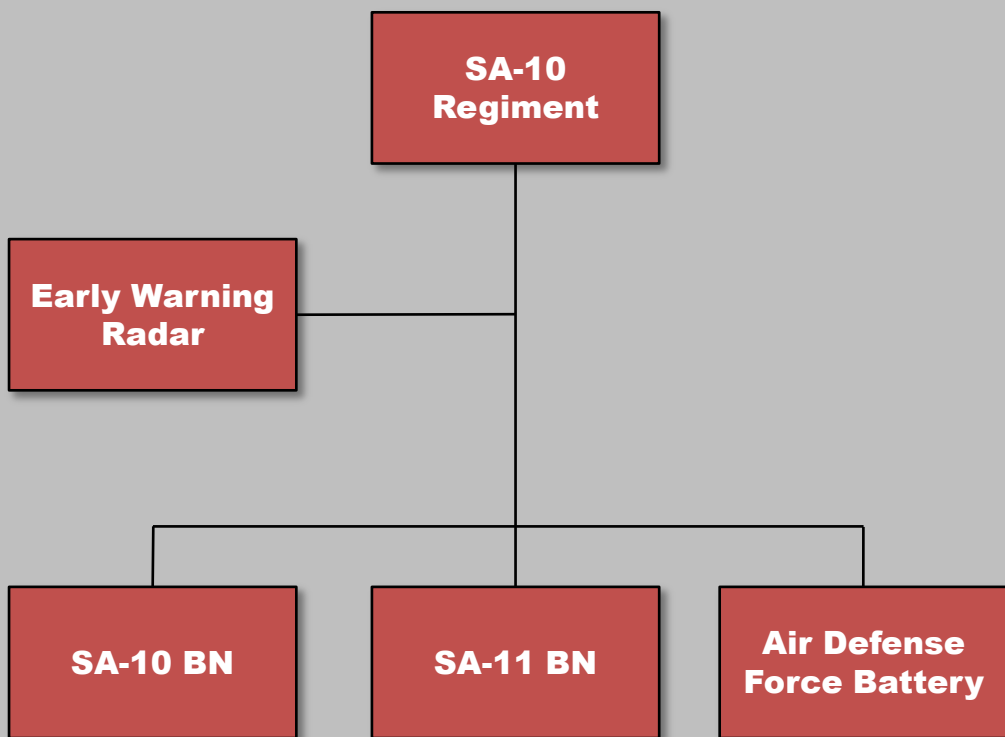 SA-10
Regiment
Early Warning
Radar
SA-10 BN
SA-11 BN
Air Defense
Force Battery